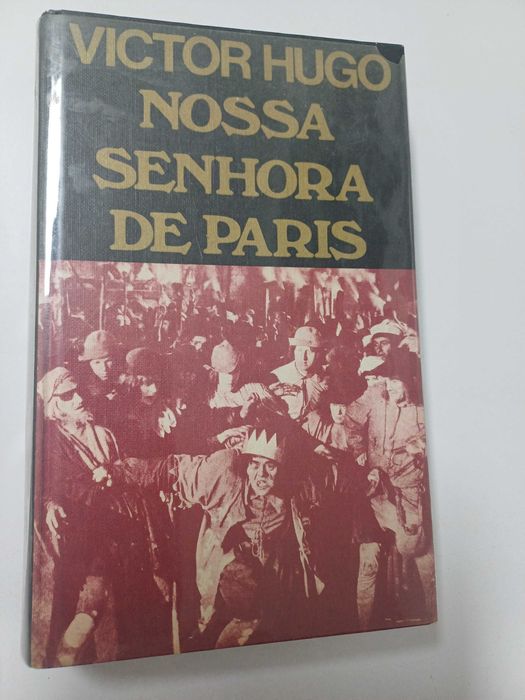 VICTOR HUGO
NOSSA
SENHORA
DE PARIS